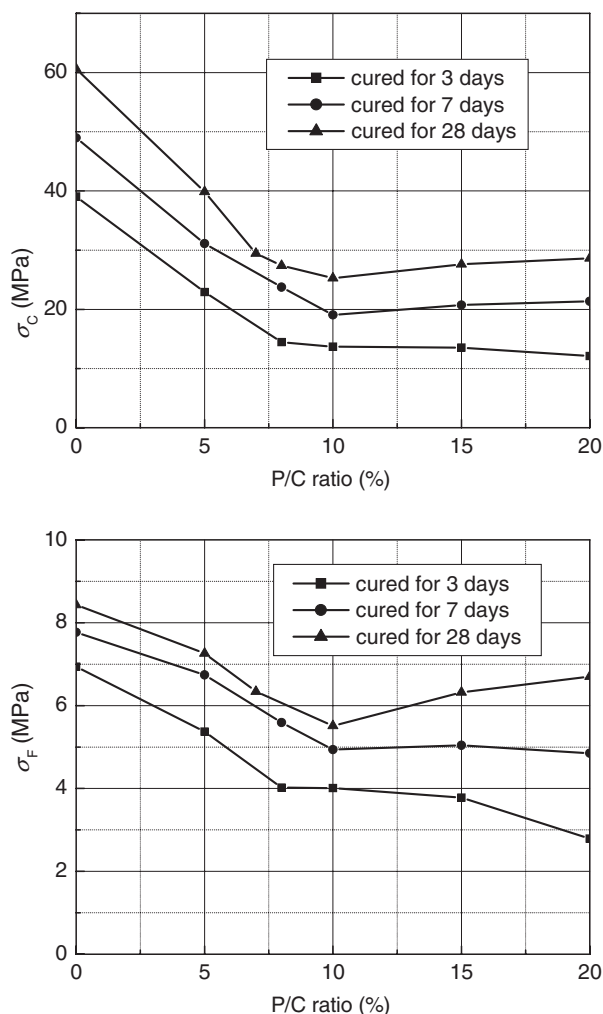 60
40
20
0
σC (MPa)
cured for 3 days
cured for 7 days
cured for 28 days
0 5 10 15 20
P/C ratio (%)
10
8
6
4
2
0
σF (MPa)
cured for 3 days
cured for 7 days
cured for 28 days
0 5 10 15 20
P/C ratio (%)